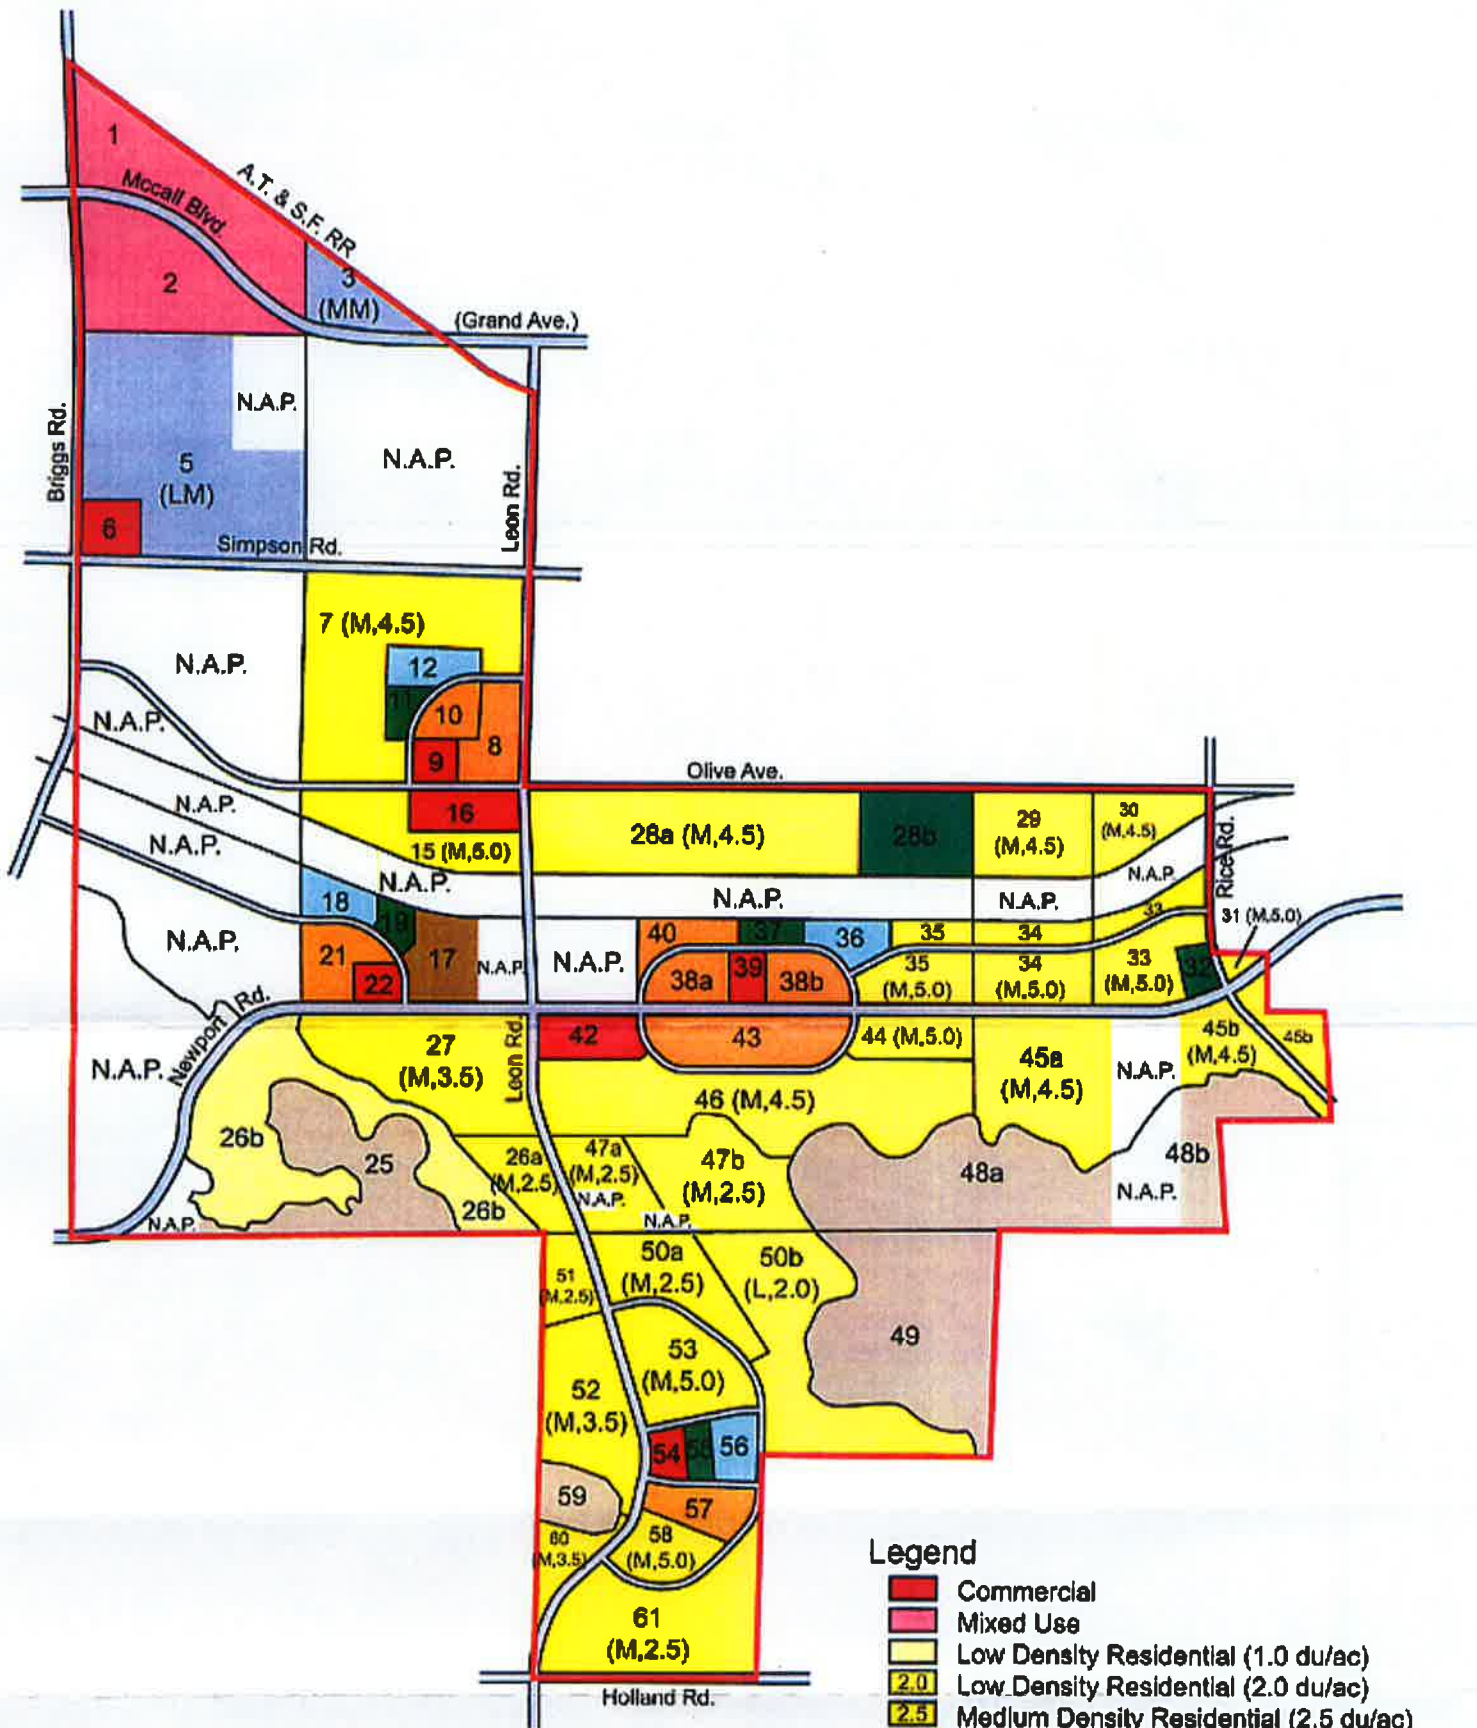 1
A.T. & S.F. RR
Mccall Blvd.
2
3
(MM)
(Grand Ave.)
N.A.P.
Briggs Rd.
5
(LM)
N.A.P.
Leon Rd.
6
Simpson Rd.
7 (M,4.5)
N.A.P.
12
11
10
8
9
N.A.P.
Olive Ave.
N.A.P.
16
28a (M,4.5)
28b
29
(M,4.5)
30
(M,4.5)
N.A.P.
15 (M,5.0)
Rice Rd.
N.A.P.
N.A.P.
N.A.P.
N.A.P.
18
19
33
31 (M,5.0)
N.A.P.
21
22
17
N.A.P.
N.A.P.
40
37
36
35
34
38a
39
38b
35
(M,5.0)
34
(M,5.0)
33
(M,5.0)
32
Newport Rd.
27
(M,3.5)
Leon Rd.
42
43
44 (M,5.0)
45a
(M,4.5)
N.A.P.
45b
(M,4.5)
45b
N.A.P.
46 (M,4.5)
26b
25
26a
(M,2.5)
47a
(M,2.5)
N.A.P.
47b
(M,2.5)
48a
48b
N.A.P.
26b
N.A.P.
N.A.P.
51
(M,2.5)
50a
(M,2.5)
50b
(L,2.0)
49
53
(M,5.0)
52
(M,3.5)
54
55
56
59
57
60
(M,3.5)
58
(M,5.0)
61
(M,2.5)
Holland Rd.
Legend
Commercial
Mixed Use
Low Density Residential (1.0 du/ac)
2.0 Low Density Residential (2.0 du/ac)
2.5 Medium Density Residential (2.5 du/ac)